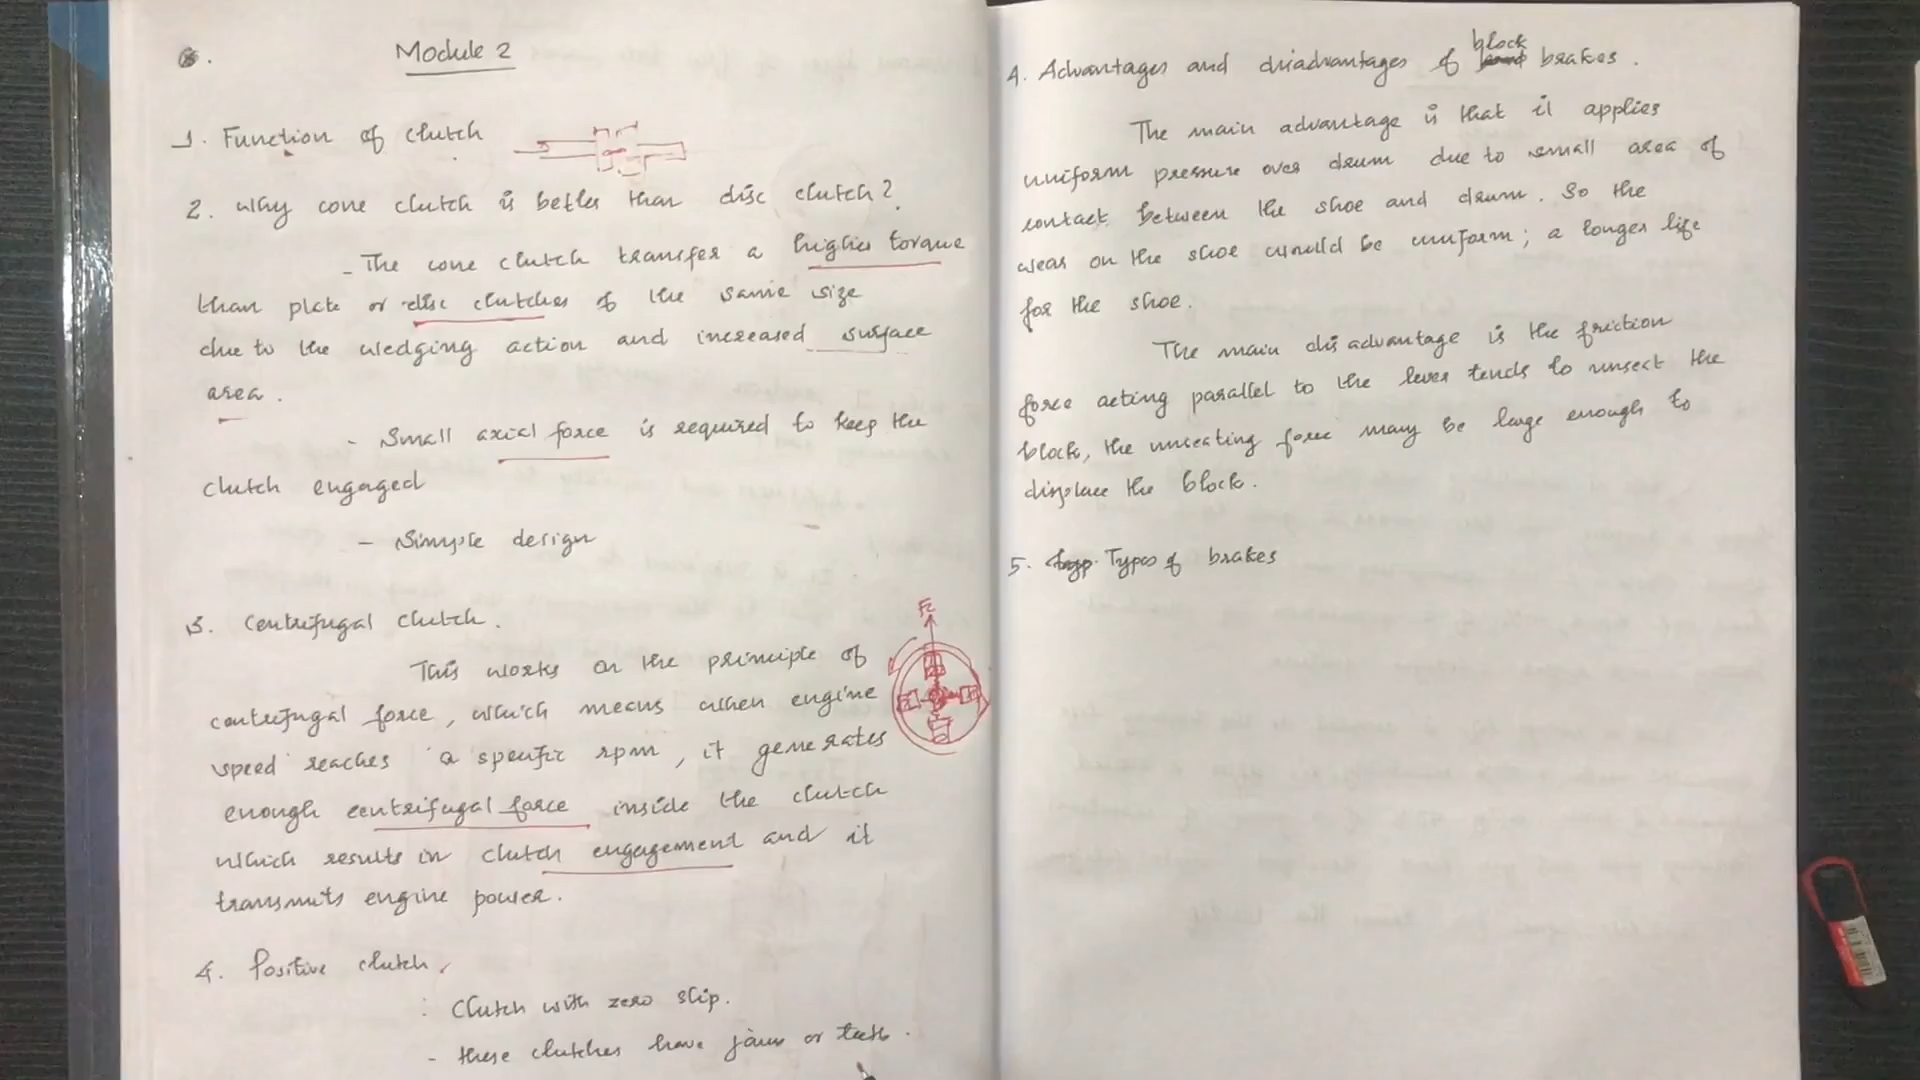 Module 2
1. Function of clutch
2. Why cone clutch is better than disc clutch?
- The cone clutch transfer a higher torque
than plate or disc clutches of the same size
due to the wedging action and increased surface
area.
- Small axial force is required to keep the
clutch engaged
- Simple design
3. Centrifugal clutch.
This works on the principle of
centrifugal force, which means when engine
speed reaches a specific rpm, it generates
enough centrifugal force inside the clutch
which results in clutch engagement and it
transmits engine power.
Fc
4. Positive clutch.
: Clutch with zero slip.
- these clutches have jaws or teeth.
4. Advantages and disadvantages of block brakes.
The main advantage is that it applies
uniform pressure over drum due to small area of
contact between the shoe and drum. So the
wear on the shoe would be uniform; a longer life
for the shoe.
The main disadvantage is the friction
force acting parallel to the lever tends to unseat the
block, the unseating force may be large enough to
displace the block.
5. Types of brakes